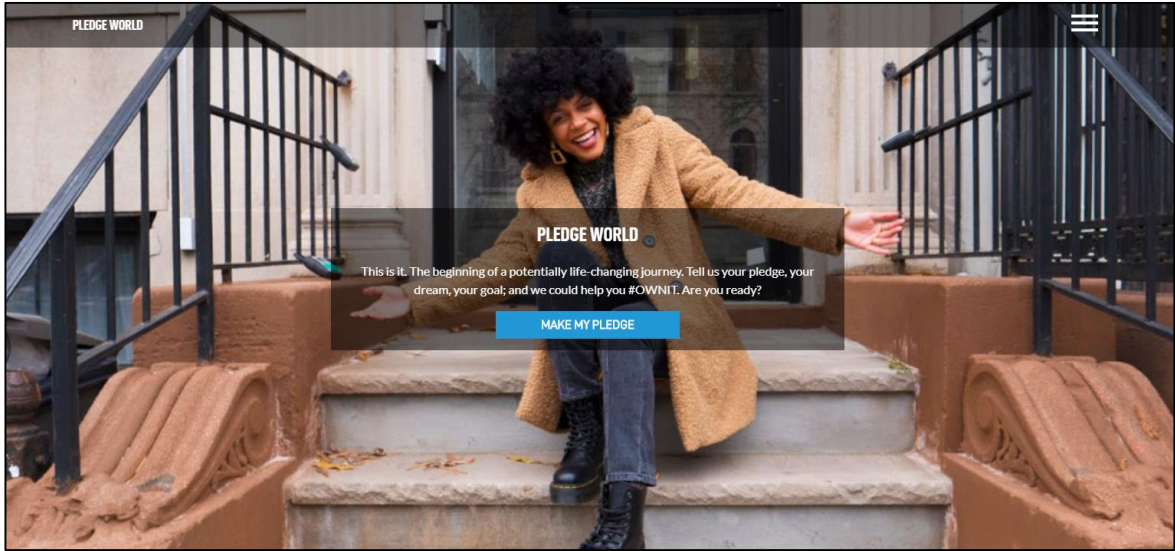 PLEDGE WORLD
PLEDGE WORLD
This is it. The beginning of a potentially life-changing journey. Tell us your pledge, your
dream, your goal; and we could help you #OWNIT. Are you ready?
MAKE MY PLEDGE